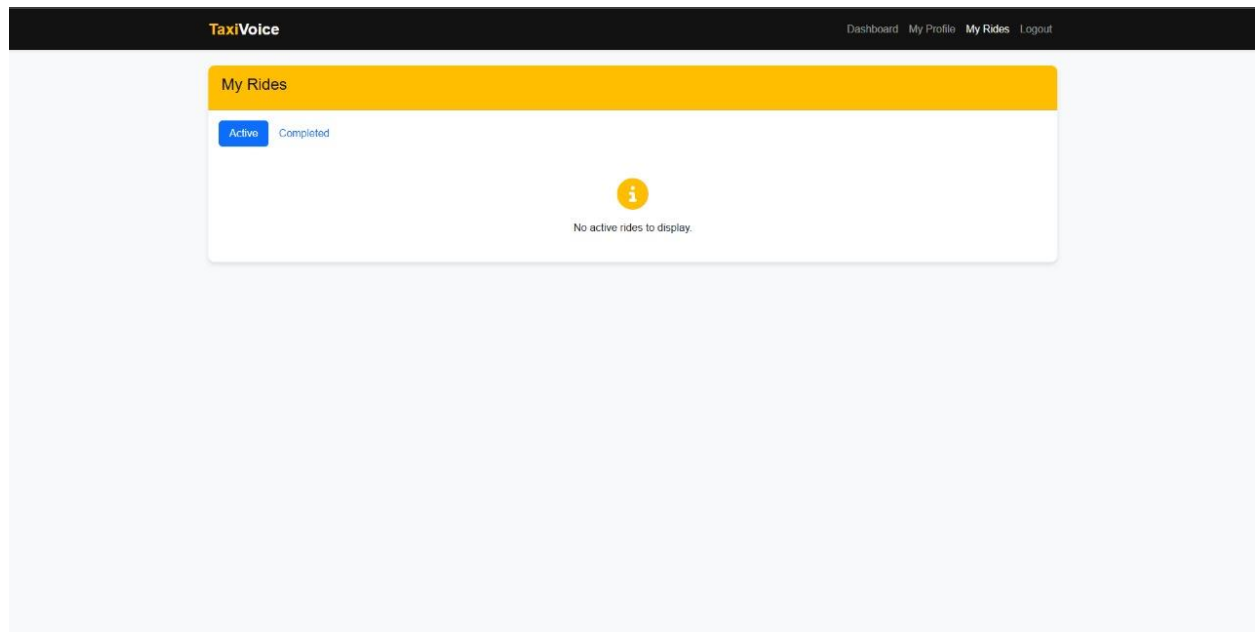 TaxiVoice
Dashboard My Profile My Rides Logout
My Rides
Active Completed
No active rides to display.